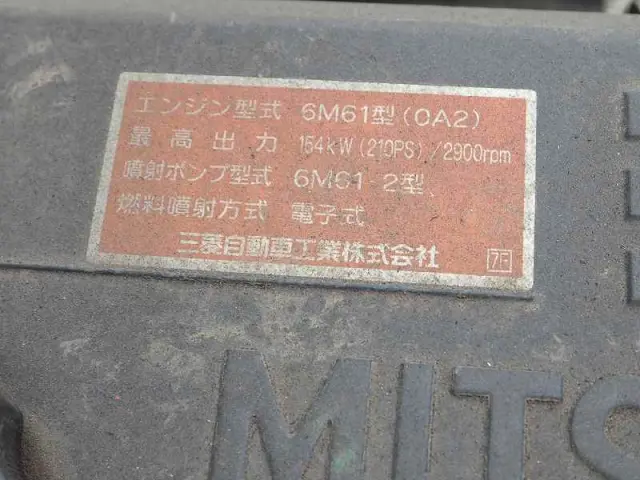 エンジン型式 6M61型(0A2)
最高出力 154kW(210PS)/2900rpm
噴射ポンプ型式 6M61-2型
燃料噴射方式 電子式
三菱自動車工業株式会社
MITS